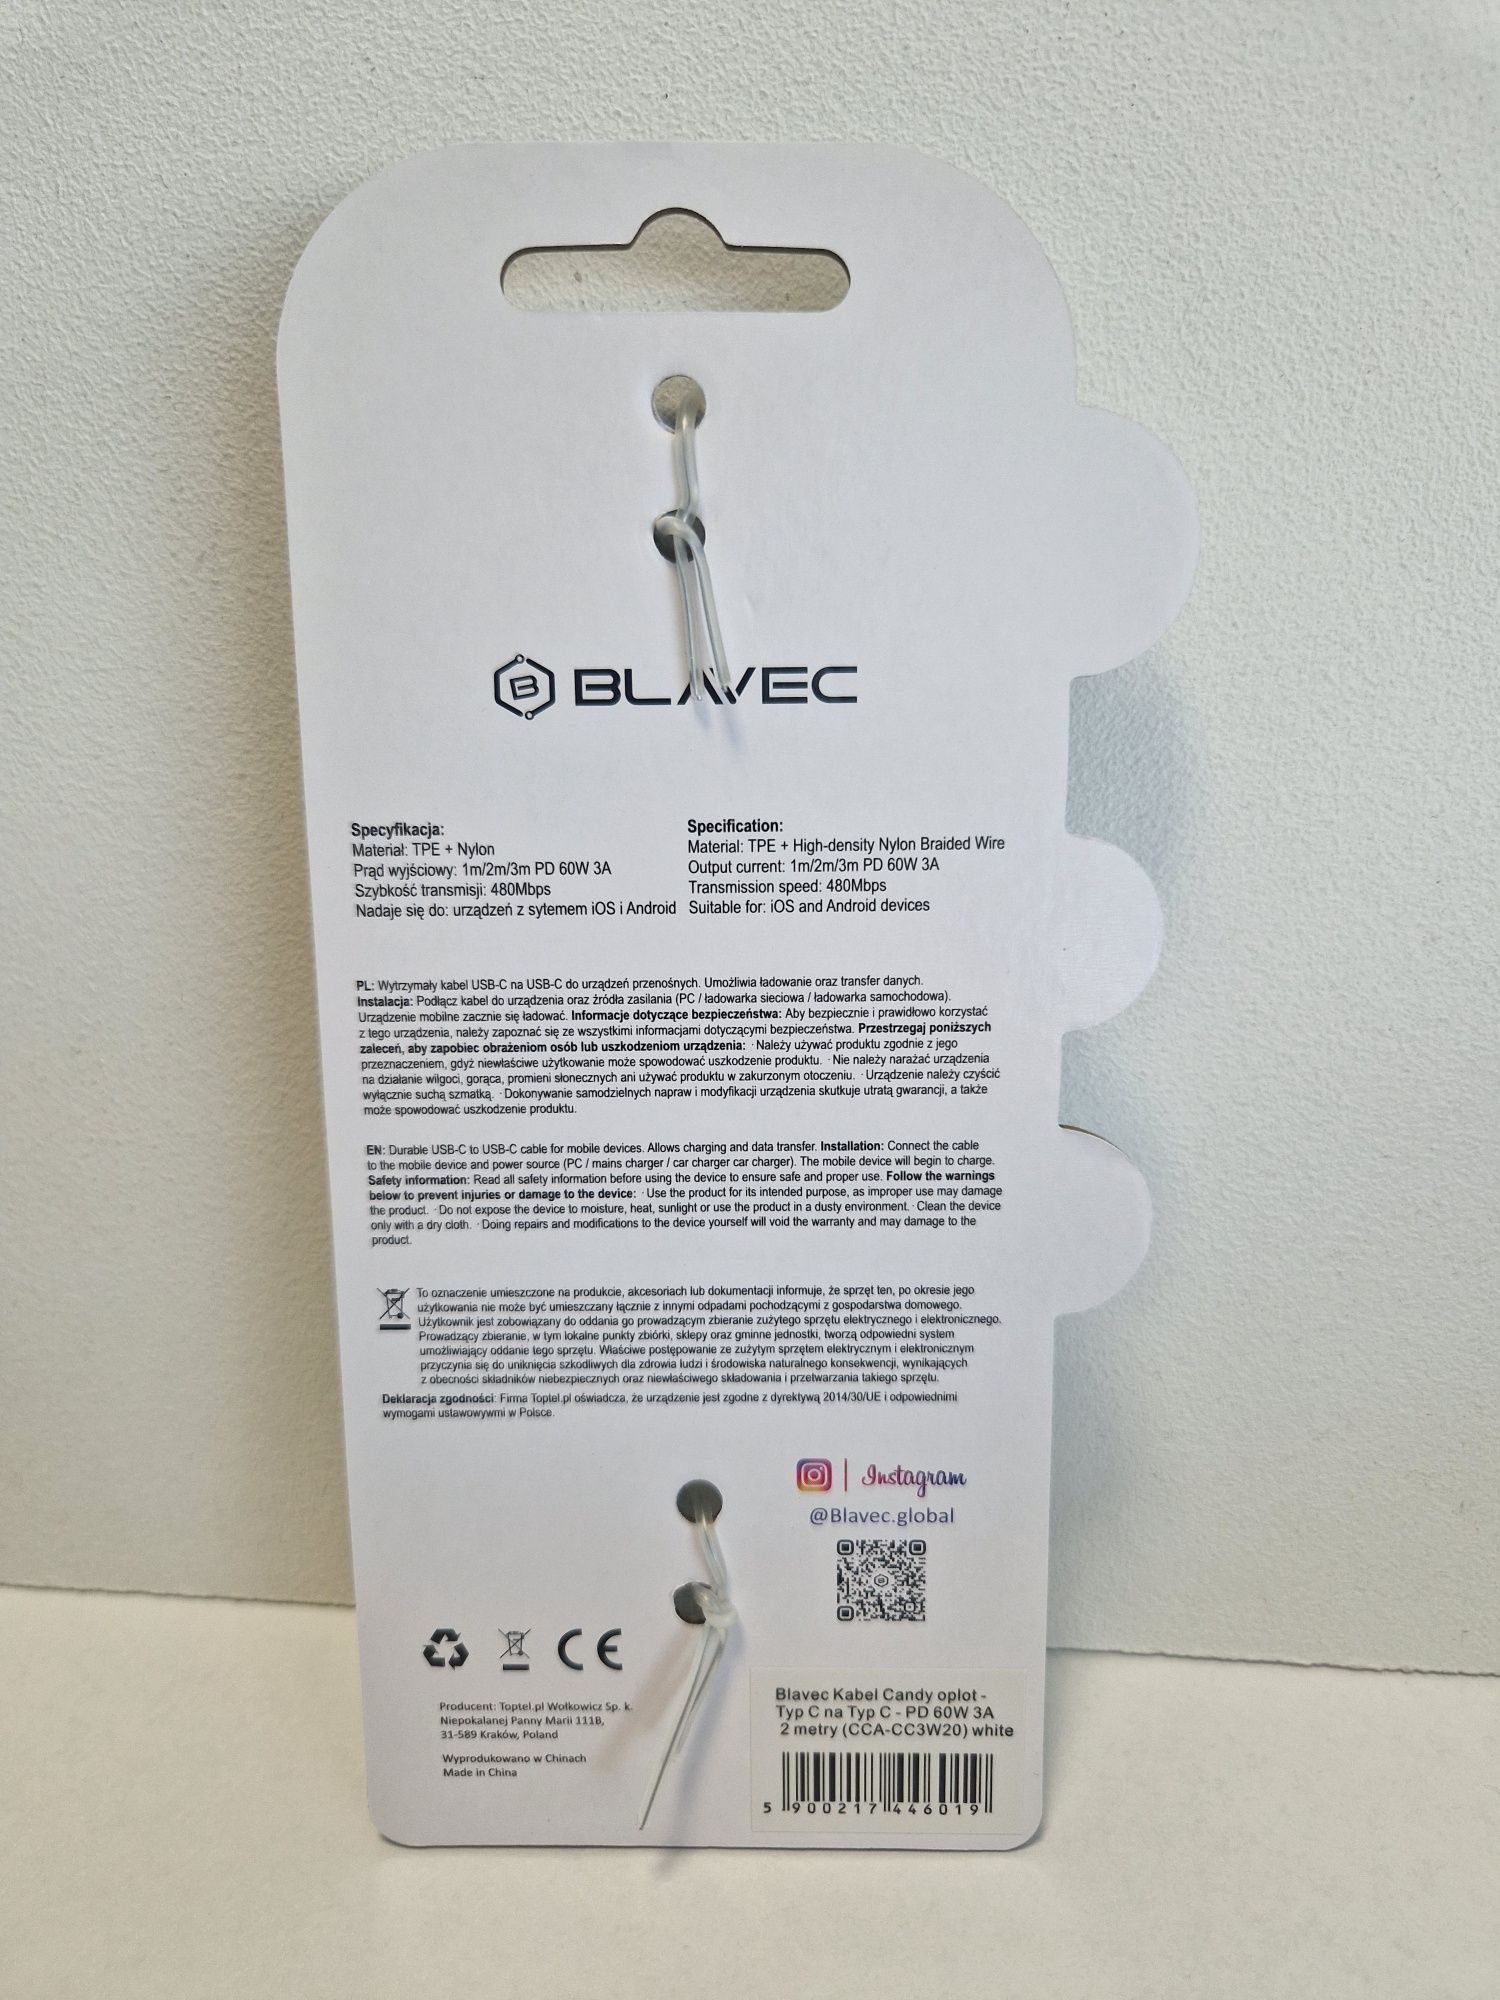 BLAVEC
Specyfikacja:
Materiał: TPE + Nylon
Prąd wyjściowy: 1m/2m/3m PD 60W 3A
Szybkość transmisji: 480Mbps
Nadaje się do: urządzeń z sytemem iOS i Android
Specification:
Material: TPE + High-density Nylon Braided Wire
Output current: 1m/2m/3m PD 60W 3A
Transmission speed: 480Mbps
Suitable for: iOS and Android devices
PL: Wytrzymały kabel USB-C na USB-C do urządzeń przenośnych. Umożliwia ładowanie oraz transfer danych.
Instalacja: Podłącz kabel do urządzenia oraz źródła zasilania (PC / ładowarka sieciowa / ładowarka samochodowa).
Urządzenie mobilne zacznie się ładować. Informacje dotyczące bezpieczeństwa: Aby bezpiecznie i prawidłowo korzystać
z tego urządzenia, należy zapoznać się ze wszystkimi informacjami dotyczącymi bezpieczeństwa. Przestrzegaj poniższych
zaleceń, aby zapobiec obrażeniom osób lub uszkodzeniom urządzenia: ·Należy używać produktu zgodnie z jego
przeznaczeniem, gdyż niewłaściwe użytkowanie może spowodować uszkodzenie produktu. ·Nie należy narażać urządzenia
na działanie wilgoci, gorąca, promieni słonecznych ani używać produktu w zakurzonym otoczeniu. ·Urządzenie należy czyścić
wyłącznie suchą szmatką. ·Dokonywanie samodzielnych napraw i modyfikacji urządzenia skutkuje utratą gwarancji, a także
może spowodować uszkodzenie produktu.
EN: Durable USB-C to USB-C cable for mobile devices. Allows charging and data transfer. Installation: Connect the cable
to the mobile device and power source (PC / mains charger / car charger car charger). The mobile device will begin to charge.
Safety information: Read all safety information before using the device to ensure safe and proper use. Follow the warnings
below to prevent injuries or damage to the device: ·Use the product for its intended purpose, as improper use may damage
the product. ·Do not expose the device to moisture, heat, sunlight or use the product in a dusty environment. ·Clean the device
only with a dry cloth. ·Doing repairs and modifications to the device yourself will void the warranty and may damage to the
product.
To oznaczenie umieszczone na produkcie, akcesoriach lub dokumentacji informuje, że sprzęt ten, po okresie jego
użytkowania nie może być umieszczany łącznie z innymi odpadami pochodzącymi z gospodarstwa domowego.
Użytkownik jest zobowiązany do oddania go prowadzącym zbieranie zużytego sprzętu elektrycznego i elektronicznego.
Prowadzący zbieranie, w tym lokalne punkty zbiórki, sklepy oraz gminne jednostki, tworzą odpowiedni system
umożliwiający oddanie tego sprzętu. Właściwe postępowanie ze zużytym sprzętem elektrycznym i elektronicznym
przyczynia się do uniknięcia szkodliwych dla zdrowia ludzi i środowiska naturalnego konsekwencji, wynikających
z obecności składników niebezpiecznych oraz niewłaściwego składowania i przetwarzania takiego sprzętu.
Deklaracja zgodności: Firma Toptel.pl oświadcza, że urządzenie jest zgodne z dyrektywą 2014/30/UE i odpowiednimi
wymogami ustawowywmi w Polsce.
Instagram
@Blavec.global
CE
Producent: Toptel.pl Wołkowicz Sp. k.
Niepokalanej Panny Marii 111B,
31-589 Kraków, Poland
Wyprodukowano w Chinach
Made in China
Blavec Kabel Candy oplot -
Typ C na Typ C - PD 60W 3A
2 metry (CCA-CC3W20) white
5 900217 446019